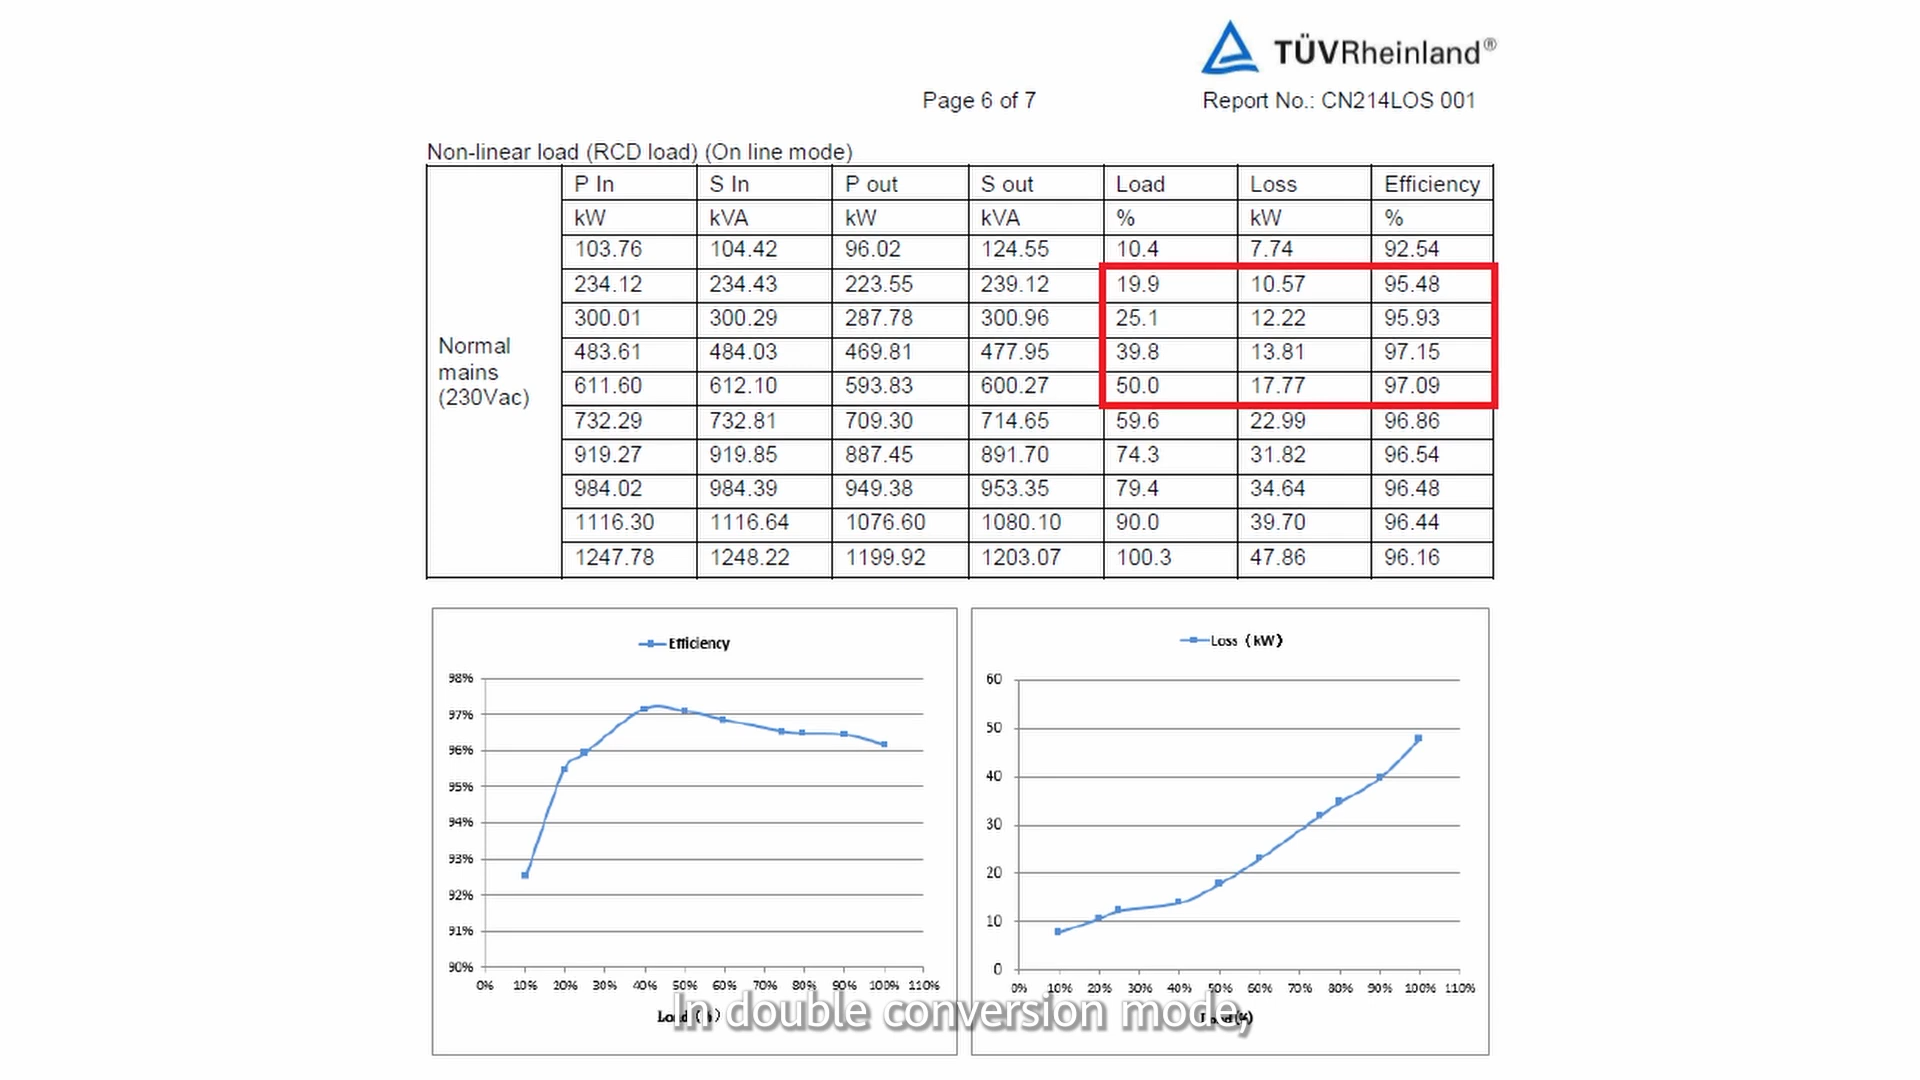 TÜVRheinland®
Page 6 of 7 Report No.: CN214LOS 001
Non-linear load (RCD load) (On line mode)
P In S In P out S out Load Loss Efficiency
kW kVA kW kVA % kW %
103.76 104.42 96.02 124.55 10.4 7.74 92.54
234.12 234.43 223.55 239.12 19.9 10.57 95.48
300.01 300.29 287.78 300.96 25.1 12.22 95.93
483.61 484.03 469.81 477.95 39.8 13.81 97.15
611.60 612.10 593.83 600.27 50.0 17.77 97.09
732.29 732.81 709.30 714.65 59.6 22.99 96.86
919.27 919.85 887.45 891.70 74.3 31.82 96.54
984.02 984.39 949.38 953.35 79.4 34.64 96.48
1116.30 1116.64 1076.60 1080.10 90.0 39.70 96.44
1247.78 1248.22 1199.92 1203.07 100.3 47.86 96.16
Normal
mains
(230Vac)
Efficiency
98%
97%
96%
95%
94%
93%
92%
91%
90%
0% 10% 20% 30% 40% 50% 60% 70% 80% 90% 100% 110%
Loss (kW)
60
50
40
30
20
10
0
0% 10% 20% 30% 40% 50% 60% 70% 80% 90% 100% 110%
In double conversion mode,